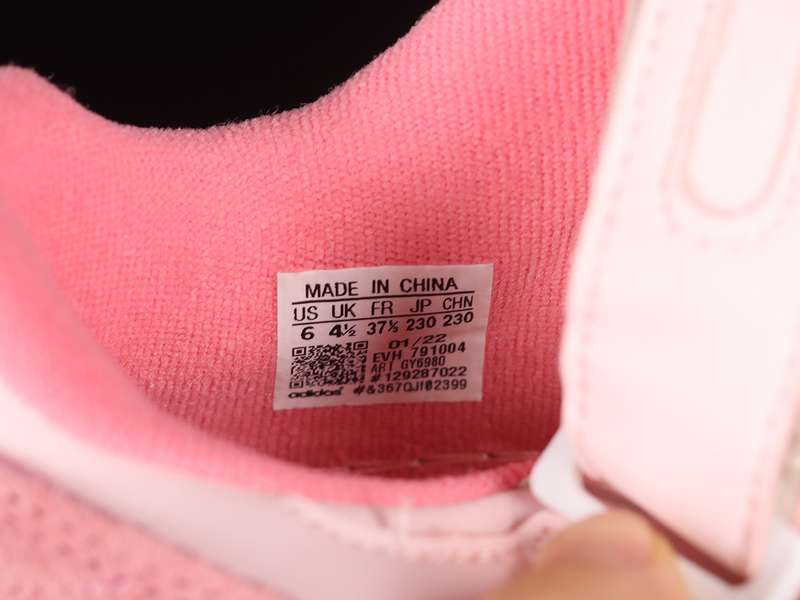 MADE IN CHINA
US UK FR JP CHN
6 4½ 37⅓ 230 230
01/22
EVH 791004
ART GY6980
#129287022
adidas #&367QJI02399